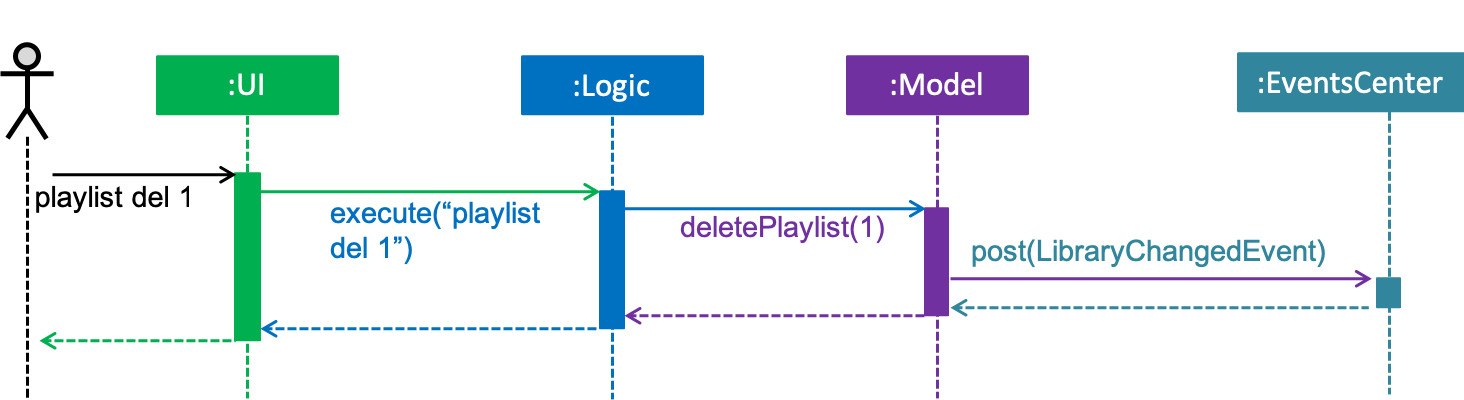 :UI
:Logic
:Model
:EventsCenter
playlist del 1
execute(“playlist
del 1”)
deletePlaylist(1)
post(LibraryChangedEvent)